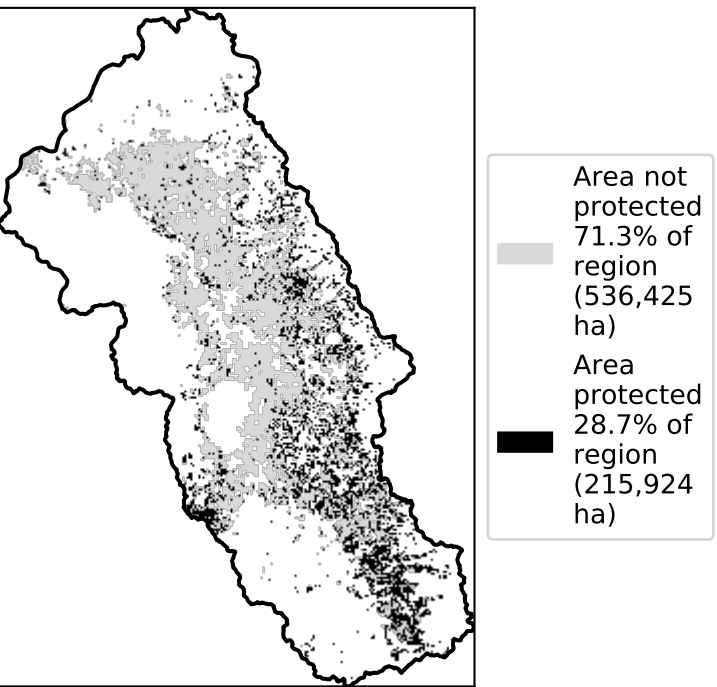 Area not
protected
71.3% of
region
(536,425
ha)
Area
protected
28.7% of
region
(215,924
ha)